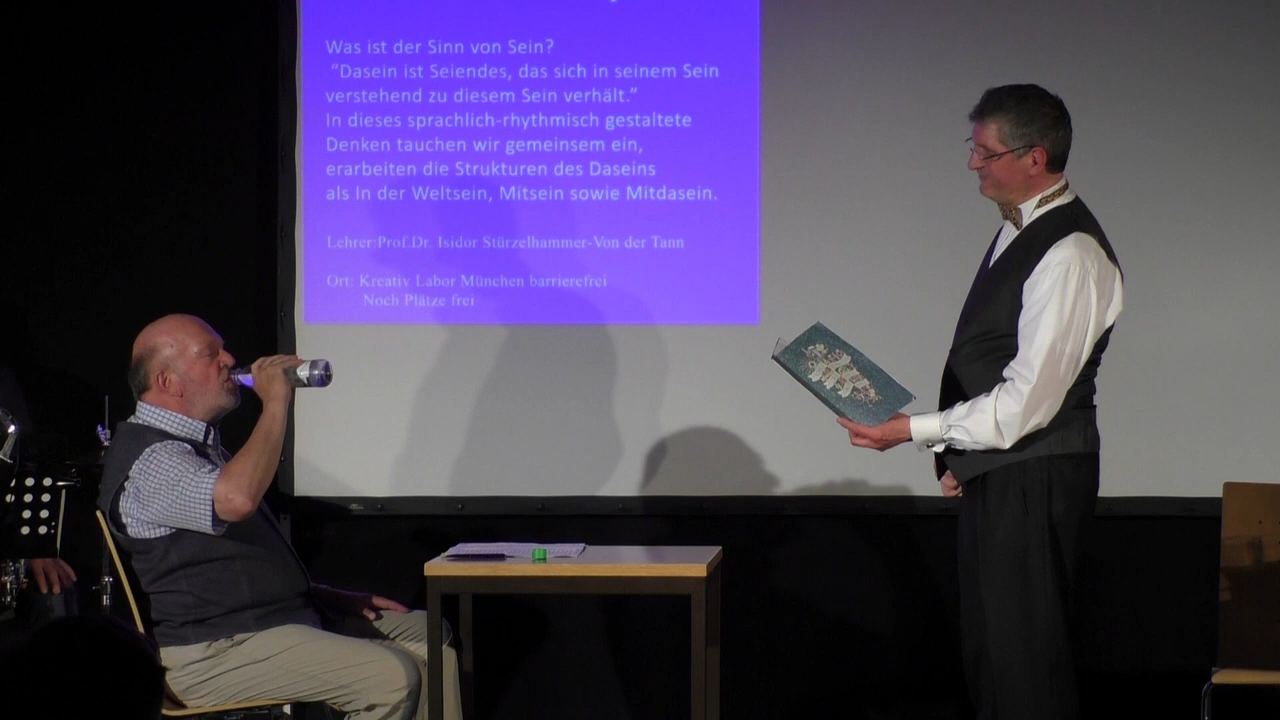 Was ist der Sinn von Sein?
“Dasein ist Seiendes, das sich in seinem Sein
verstehend zu diesem Sein verhält.”
In dieses sprachlich-rhythmisch gestaltete
Denken tauchen wir gemeinsam ein,
erarbeiten die Strukturen des Daseins
als In der Weltsein, Mitsein sowie Mitdasein.
Lehrer:Prof.Dr. Isidor Stürzelhammer-Von der Tann
Ort: Kreativ Labor München barrierefrei
Noch Plätze frei